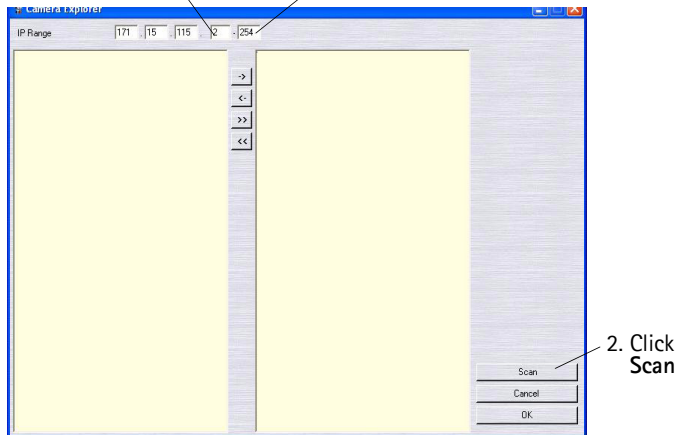 Camera Explorer
IP Range 171 . 15 . 115 . 2 - 254
->
<-
>>
<<
2. Click
Scan
Scan
Cancel
OK